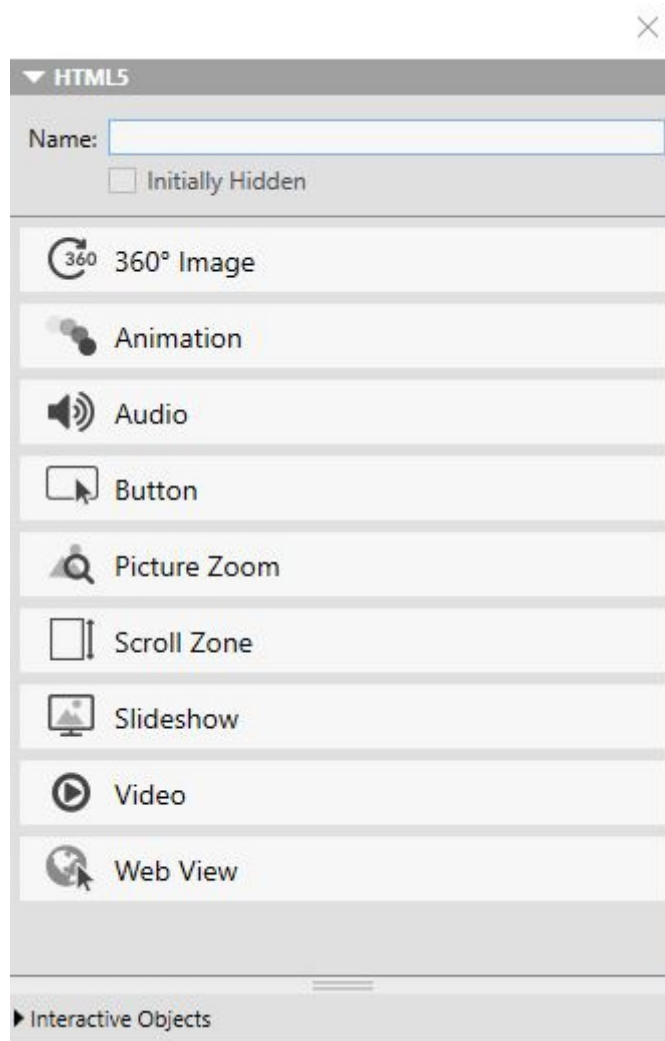 HTML5
Name:
Initially Hidden
360 360° Image
Animation
Audio
Button
Picture Zoom
Scroll Zone
Slideshow
Video
Web View
Interactive Objects